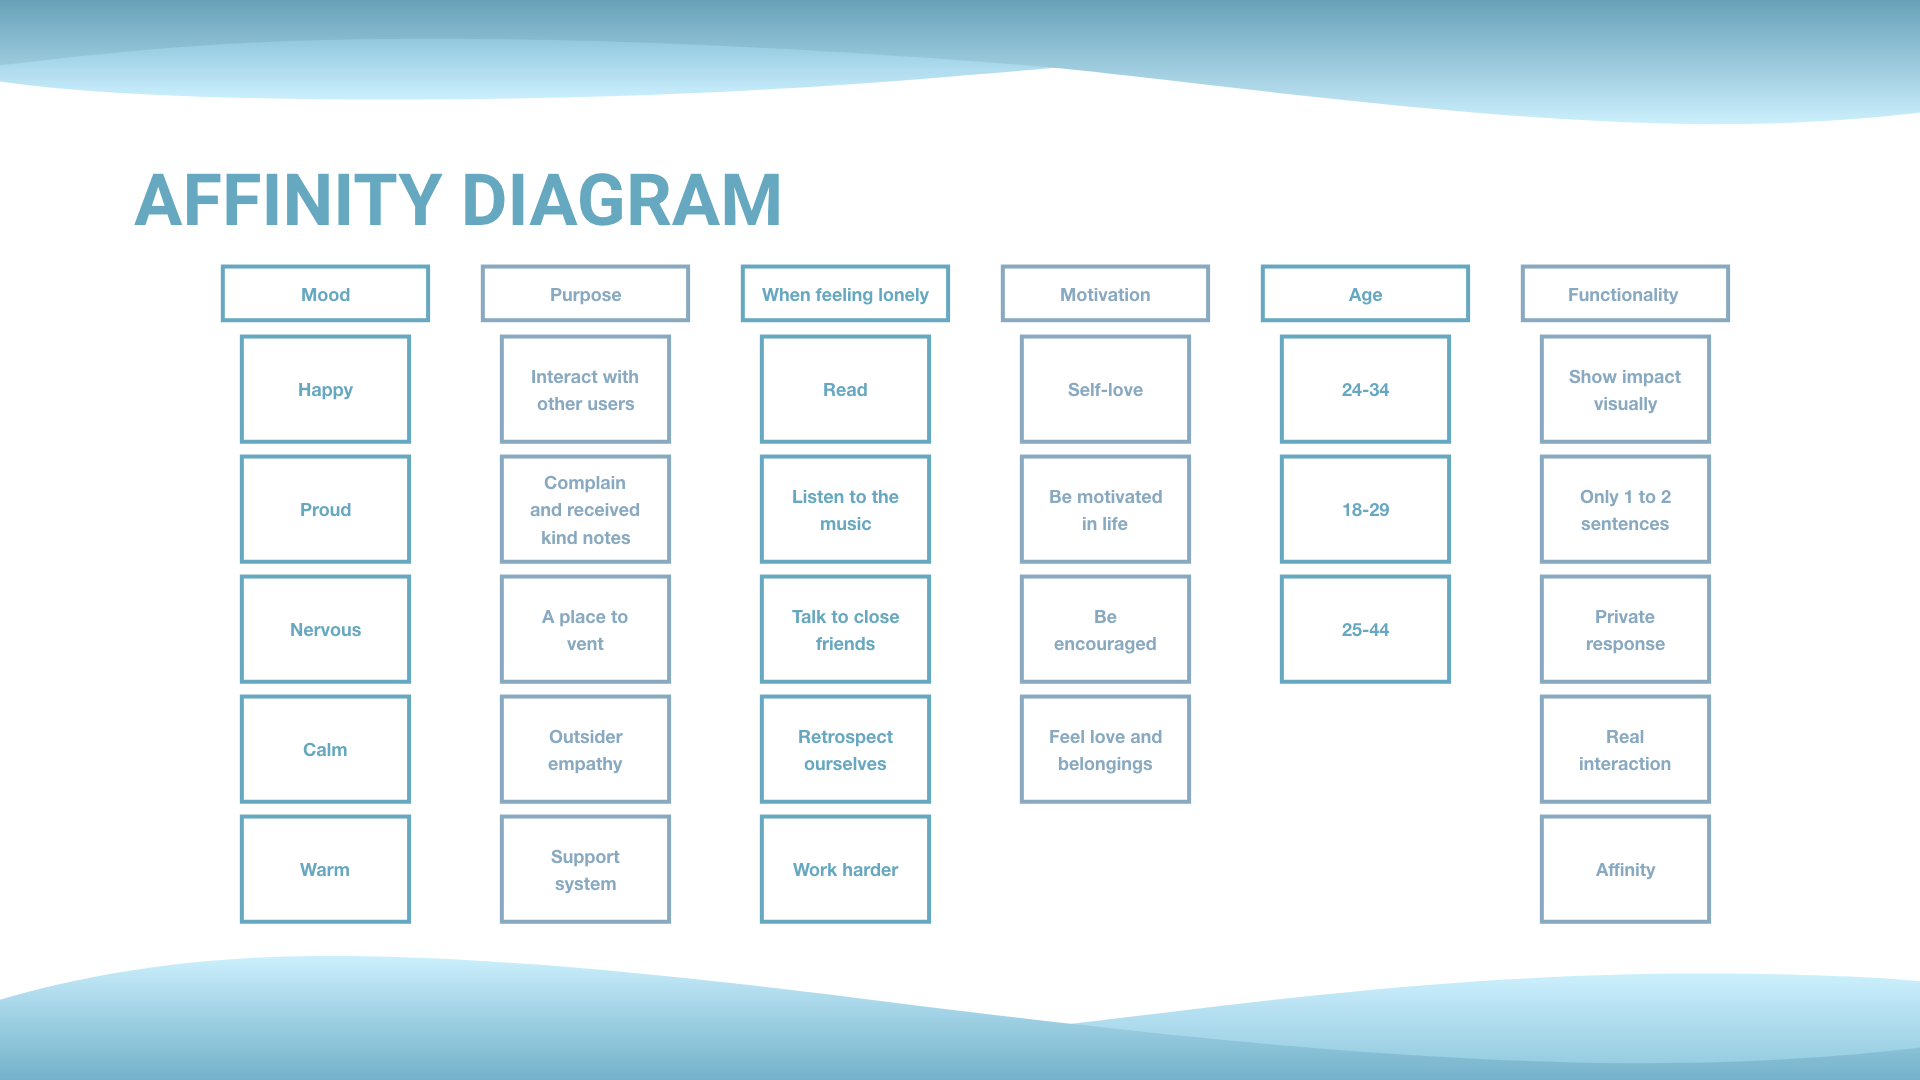 AFFINITY DIAGRAM
Mood
Happy
Proud
Nervous
Calm
Warm
Purpose
Interact with
other users
Complain
and received
kind notes
A place to
vent
Outsider
empathy
Support
system
When feeling lonely
Read
Listen to the
music
Talk to close
friends
Retrospect
ourselves
Work harder
Motivation
Self-love
Be motivated
in life
Be
encouraged
Feel love and
belongings
Age
24-34
18-29
25-44
Functionality
Show impact
visually
Only 1 to 2
sentences
Private
response
Real
interaction
Affinity